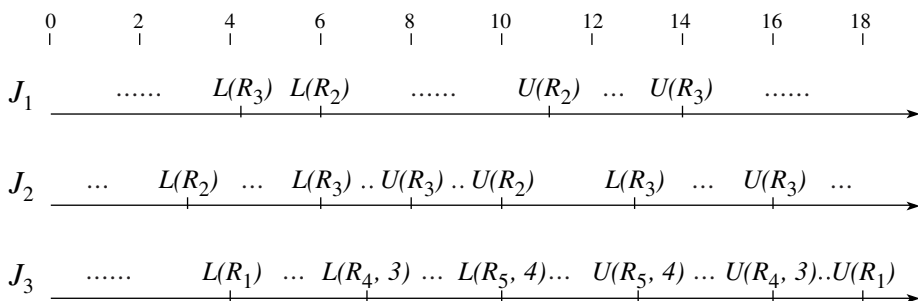 0 2 4 6 8 10 12 14 16 18
J1 ...... L(R3) L(R2) ...... U(R2) ... U(R3) ......
J2 ... L(R2) ... L(R3) .. U(R3) .. U(R2) L(R3) ... U(R3) ...
J3 ...... L(R1) ... L(R4, 3) ... L(R5, 4) ... U(R5, 4) ... U(R4, 3) .. U(R1)